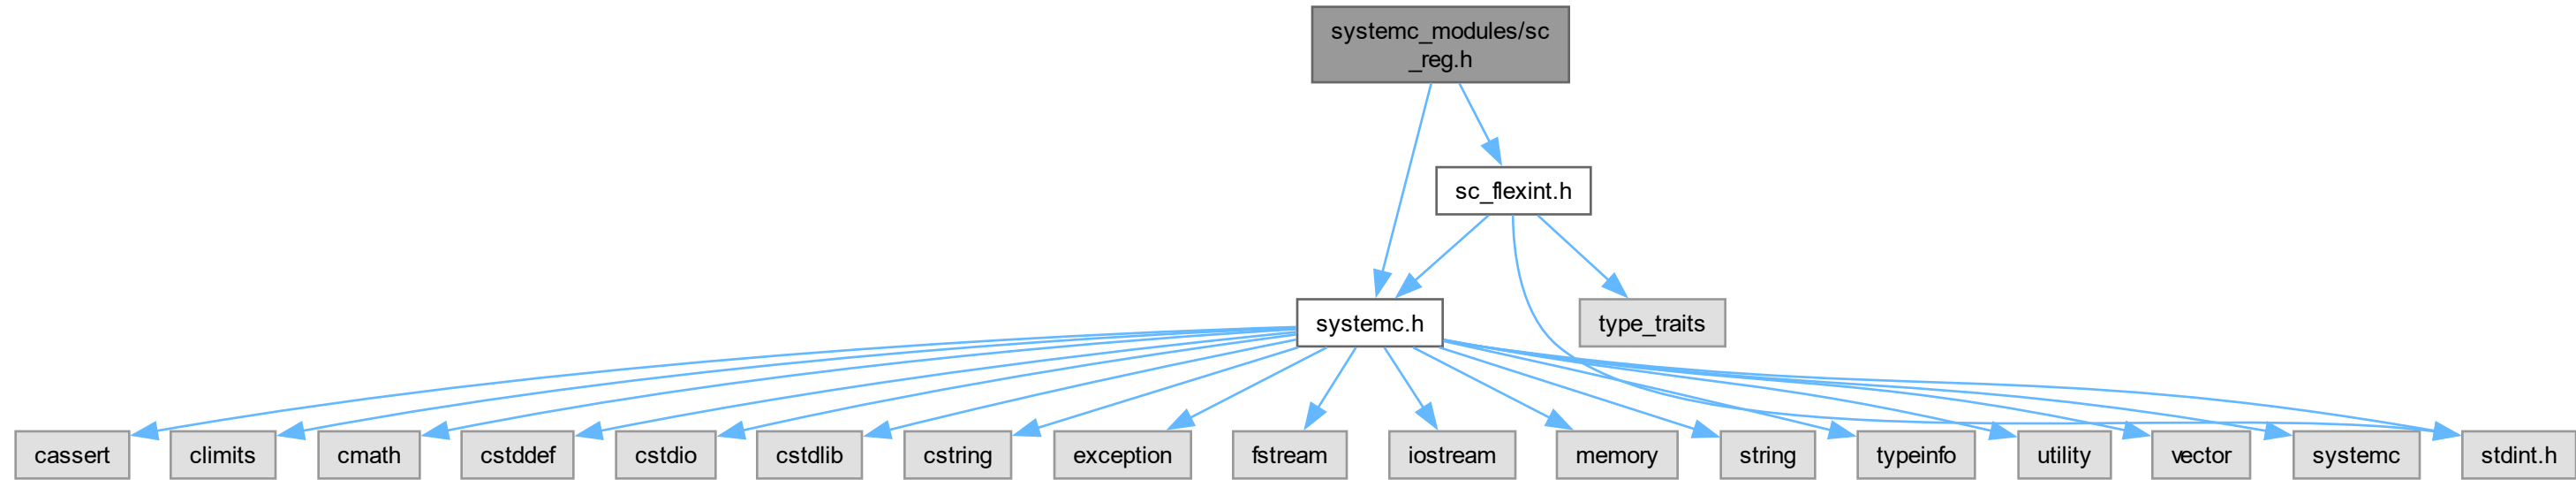 systemc_modules/sc
_reg.h
sc_flexint.h
systemc.h
type_traits
cassert
climits
cmath
cstddef
cstdio
cstdlib
cstring
exception
fstream
iostream
memory
string
typeinfo
utility
vector
systemc
stdint.h